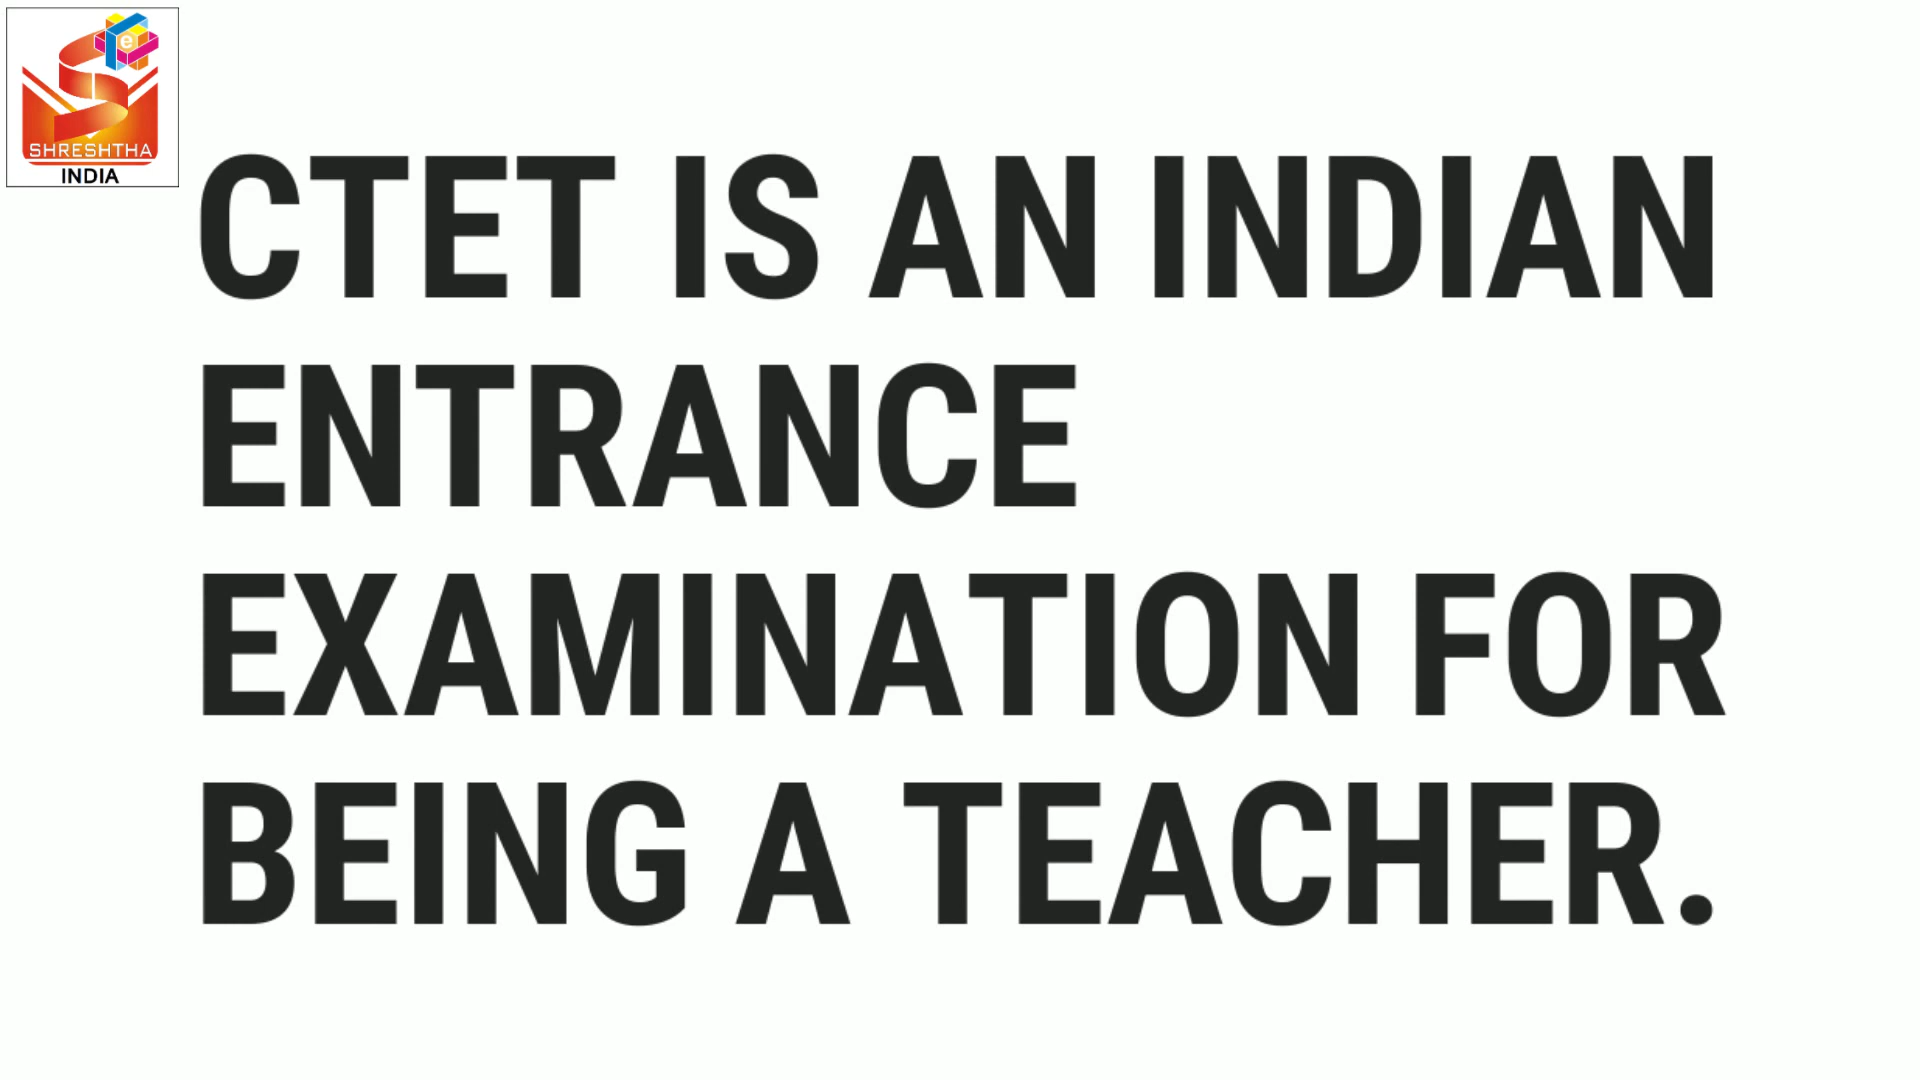 e
SHRESHTHA
INDIA
CTET IS AN INDIAN
ENTRANCE
EXAMINATION FOR
BEING A TEACHER.